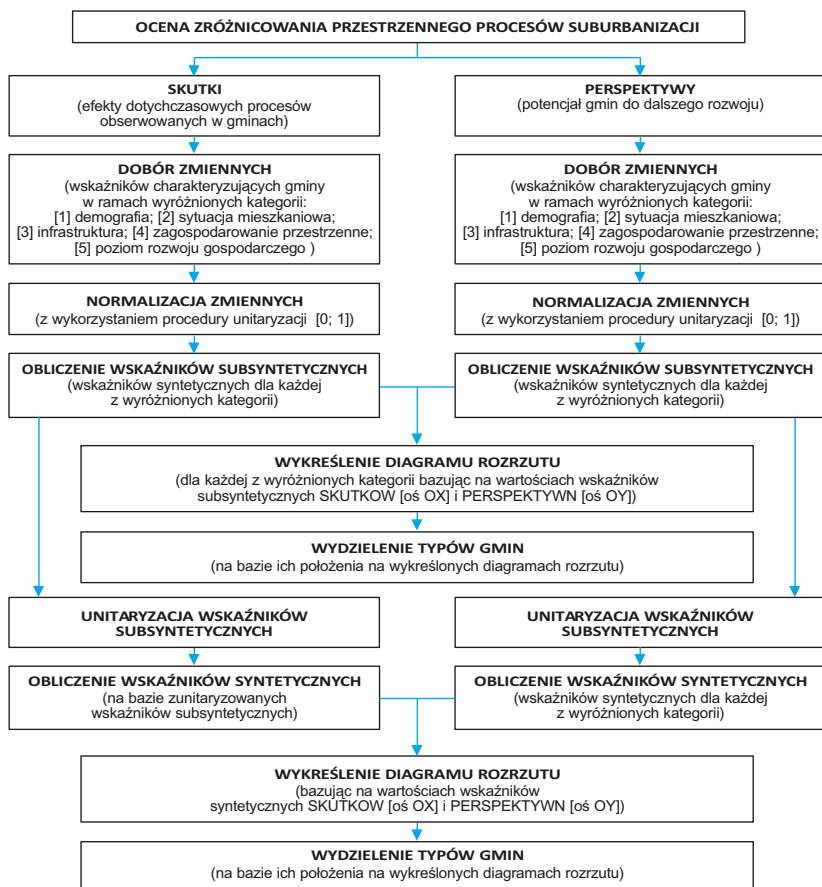 OCENA ZRÓŻNICOWANIA PRZESTRZENNEGO PROCESÓW SUBURBANIZACJI
SKUTKI
(efekty dotychczasowych procesów
obserwowanych w gminach)
PERSPEKTYWY
(potencjał gmin do dalszego rozwoju)
DOBÓR ZMIENNYCH
(wskaźników charakteryzujących gminy
w ramach wyróżnionych kategorii:
[1] demografia; [2] sytuacja mieszkaniowa;
[3] infrastruktura; [4] zagospodarowanie przestrzenne;
[5] poziom rozwoju gospodarczego )
DOBÓR ZMIENNYCH
(wskaźników charakteryzujących gminy
w ramach wyróżnionych kategorii:
[1] demografia; [2] sytuacja mieszkaniowa;
[3] infrastruktura; [4] zagospodarowanie przestrzenne;
[5] poziom rozwoju gospodarczego )
NORMALIZACJA ZMIENNYCH
(z wykorzystaniem procedury unitaryzacji [0; 1])
NORMALIZACJA ZMIENNYCH
(z wykorzystaniem procedury unitaryzacji [0; 1])
OBLICZENIE WSKAŹNIKÓW SUBSYNTETYCZNYCH
(wskaźników syntetycznych dla każdej
z wyróżnionych kategorii)
OBLICZENIE WSKAŹNIKÓW SUBSYNTETYCZNYCH
(wskaźników syntetycznych dla każdej
z wyróżnionych kategorii)
WYKREŚLENIE DIAGRAMU ROZRZUTU
(dla każdej z wyróżnionych kategorii bazując na wartościach wskaźników
subsyntetycznych SKUTKOW [oś OX] i PERSPEKTYWN [oś OY])
WYDZIELENIE TYPÓW GMIN
(na bazie ich położenia na wykreślonych diagramach rozrzutu)
UNITARYZACJA WSKAŹNIKÓW
SUBSYNTETYCZNYCH
UNITARYZACJA WSKAŹNIKÓW
SUBSYNTETYCZNYCH
OBLICZENIE WSKAŹNIKÓW SYNTETYCZNYCH
(na bazie zunitaryzowanych
wskaźników subsyntetycznych)
OBLICZENIE WSKAŹNIKÓW SYNTETYCZNYCH
(wskaźników syntetycznych dla każdej
z wyróżnionych kategorii)
WYKREŚLENIE DIAGRAMU ROZRZUTU
(bazując na wartościach wskaźników
syntetycznych SKUTKOW [oś OX] i PERSPEKTYWN [oś OY])
WYDZIELENIE TYPÓW GMIN
(na bazie ich położenia na wykreślonych diagramach rozrzutu)